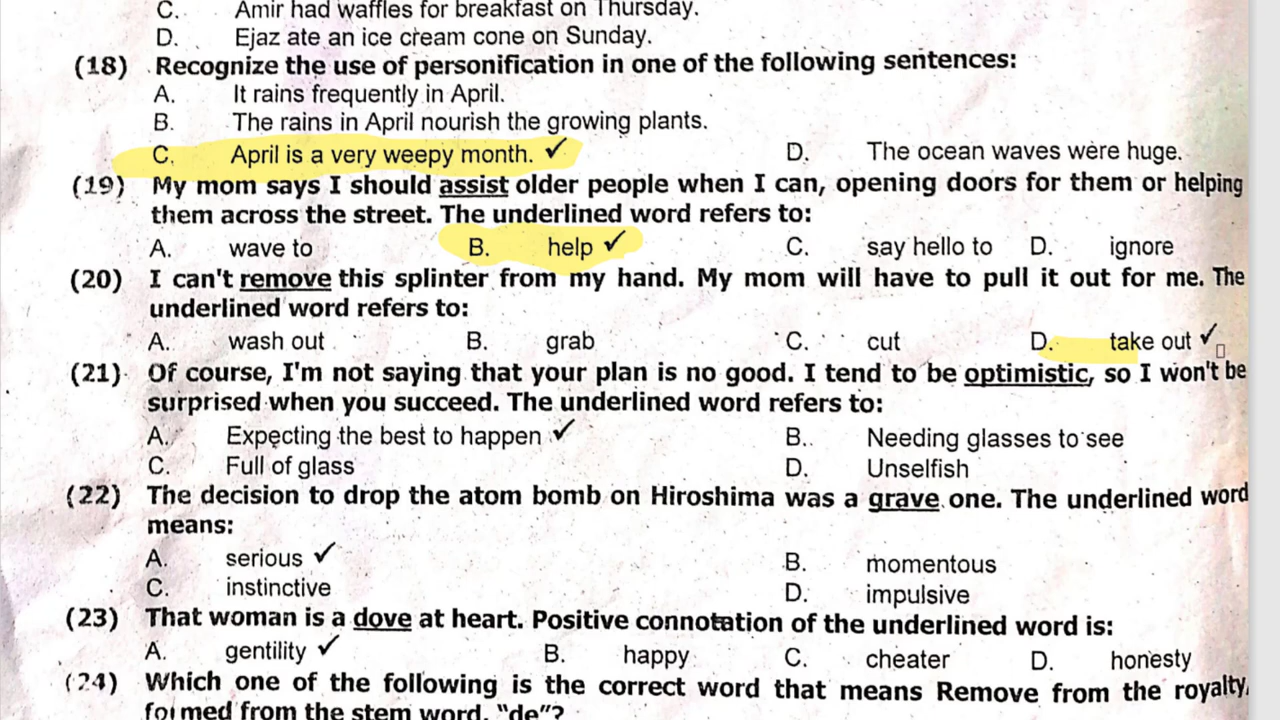 C. Amir had waffles for breakfast on Thursday.
D. Ejaz ate an ice cream cone on Sunday.
(18) Recognize the use of personification in one of the following sentences:
A. It rains frequently in April.
B. The rains in April nourish the growing plants.
C. April is a very weepy month. ✓ D. The ocean waves were huge.
(19) My mom says I should assist older people when I can, opening doors for them or helping
them across the street. The underlined word refers to:
A. wave to B. help ✓ C. say hello to D. ignore
(20) I can't remove this splinter from my hand. My mom will have to pull it out for me. The
underlined word refers to:
A. wash out B. grab C. cut D. take out ✓
(21) Of course, I'm not saying that your plan is no good. I tend to be optimistic, so I won't be
surprised when you succeed. The underlined word refers to:
A. Expecting the best to happen ✓ B. Needing glasses to see
C. Full of glass D. Unselfish
(22) The decision to drop the atom bomb on Hiroshima was a grave one. The underlined word
means:
A. serious ✓ B. momentous
C. instinctive D. impulsive
(23) That woman is a dove at heart. Positive connotation of the underlined word is:
A. gentility ✓ B. happy C. cheater D. honesty
(24) Which one of the following is the correct word that means Remove from the royalty,
formed from the stem word, "de"?